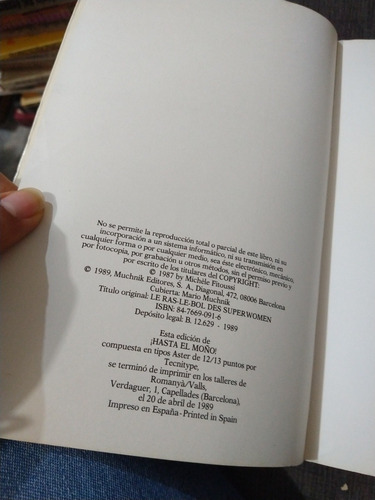 No se permite la reproducción total o parcial de este libro, ni su
incorporación a un sistema informático, ni su transmisión en
cualquier forma o por cualquier medio, sea éste electrónico, mecánico,
por fotocopia, por grabación u otros métodos, sin el permiso previo y
por escrito de los titulares del COPYRIGHT:
© 1987 by Michèle Fitoussi
© 1989, Muchnik Editores, S. A., Diagonal, 472, 08006 Barcelona
Cubierta: Mario Muchnik
Título original: LE RAS-LE-BOL DES SUPERWOMEN
ISBN: 84-7669-091-6
Depósito legal: B. 12.629 - 1989
Esta edición de
¡HASTA EL MOÑO!
compuesta en tipos Aster de 12/13 puntos por
Tecnitype,
se terminó de imprimir en los talleres de
Romanyà/Valls,
Verdaguer, 1, Capellades (Barcelona),
el 20 de abril de 1989
Impreso en España - Printed in Spain